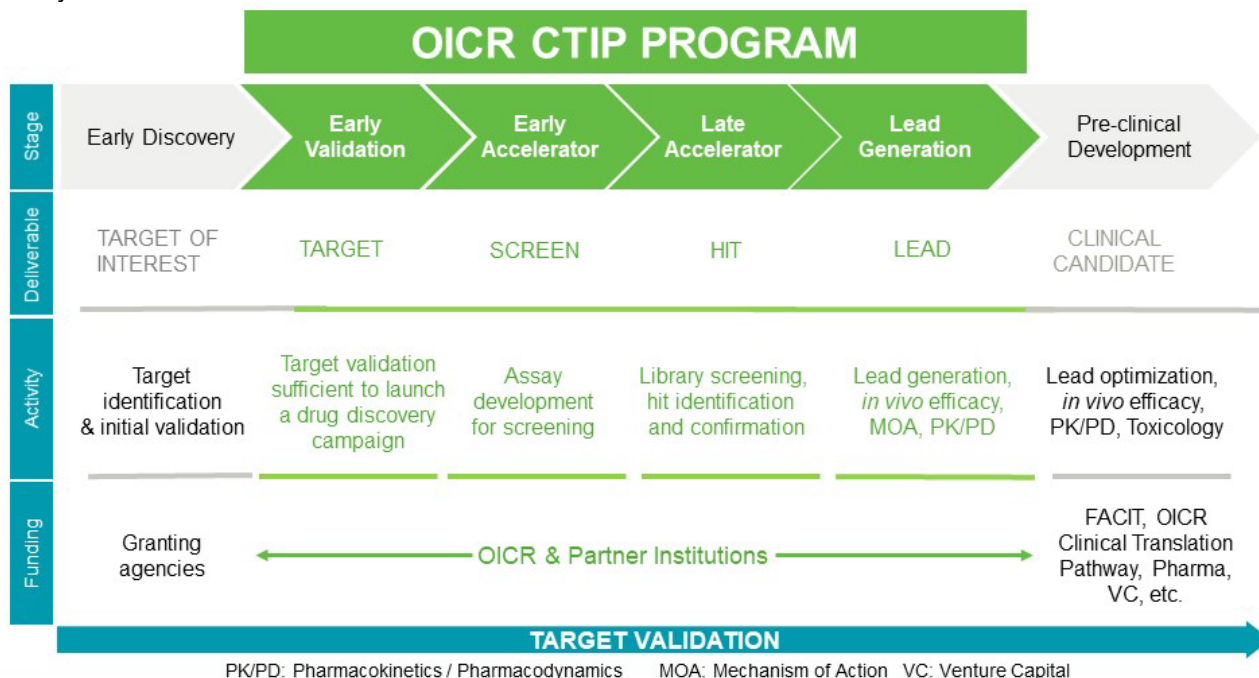 OICR CTIP PROGRAM
Stage
Early Discovery
Early
Validation
Early
Accelerator
Late
Accelerator
Lead
Generation
Pre-clinical
Development
Deliverable
TARGET OF
INTEREST
TARGET
SCREEN
HIT
LEAD
CLINICAL
CANDIDATE
Activity
Target
identification
& initial validation
Target validation
sufficient to launch
a drug discovery
campaign
Assay
development
for screening
Library screening,
hit identification
and confirmation
Lead generation,
in vivo efficacy,
MOA, PK/PD
Lead optimization,
in vivo efficacy,
PK/PD, Toxicology
Funding
Granting
agencies
OICR & Partner Institutions
FACIT, OICR
Clinical Translation
Pathway, Pharma,
VC, etc.
TARGET VALIDATION
PK/PD: Pharmacokinetics / Pharmacodynamics MOA: Mechanism of Action VC: Venture Capital